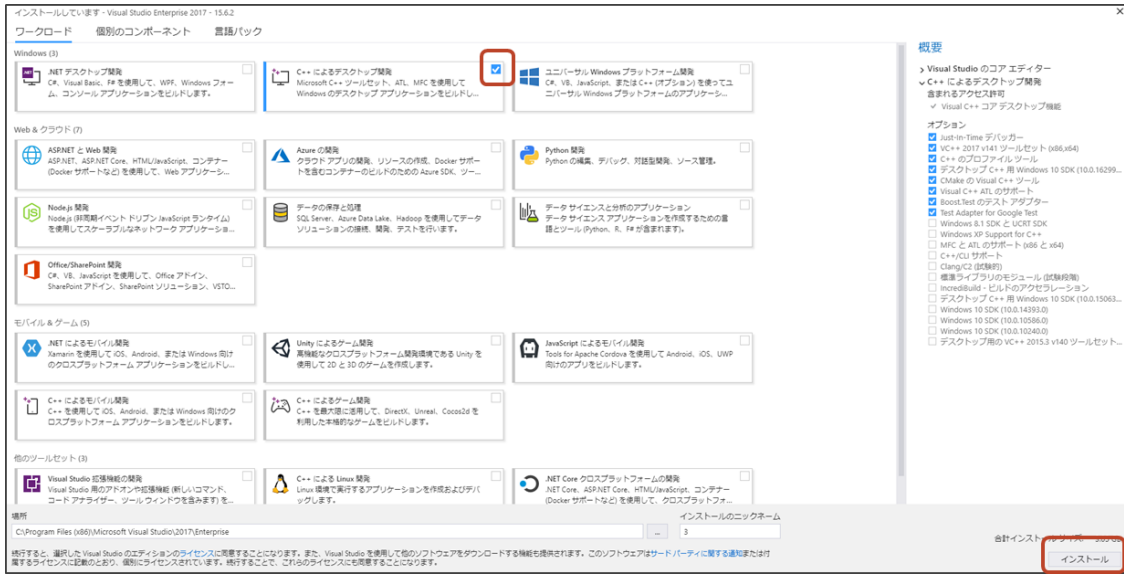 インストールしています - Visual Studio Enterprise 2017 - 15.6.2
ワークロード 個別のコンポーネント 言語パック
Windows (3)
.NET デスクトップ開発
C#、Visual Basic、F# を使用して、WPF、Windows フォー
ム、コンソール アプリケーションをビルドします。
C++ によるデスクトップ開発
Microsoft C++ ツールセット、ATL、MFC を使用して
Windows のデスクトップ アプリケーションをビルドし...
ユニバーサル Windows プラットフォーム開発
C#、VB、JavaScript、または C++ (オプション) を使ってユ
ニバーサル Windows プラットフォームのアプリケーシ...
Web & クラウド (7)
ASP.NET と Web 開発
ASP.NET、ASP.NET Core、HTML/JavaScript、コンテナー
(Docker サポートなど) を使用して、Web アプリケーシ...
Azure の開発
クラウド アプリの開発、リソースの作成、Docker サポー
トを含むコンテナーのビルドのための Azure SDK、ツー...
Python 開発
Python の編集、デバッグ、対話型開発、ソース管理。
Node.js 開発
Node.js (非同期イベント ドリブン JavaScript ランタイム)
を使用してスケーラブルなネットワーク アプリケーショ...
データの保存と処理
SQL Server、Azure Data Lake、Hadoop を使用してデータ
ソリューションの接続、開発、テストを行います。
データ サイエンスと分析のアプリケーション
データ サイエンス アプリケーションを作成するための言
語とツール (Python、R、F# が含まれます)。
Office/SharePoint 開発
C#、VB、JavaScript を使用して、Office アドイン、
SharePoint アドイン、SharePoint ソリューション、VSTO...
モバイル & ゲーム (5)
.NET によるモバイル開発
Xamarin を使用して iOS、Android、または Windows 向け
のクロスプラットフォーム アプリケーションをビルドし...
Unity によるゲーム開発
高機能なクロスプラットフォーム開発環境である Unity を
使用して 2D と 3D のゲームを作成します。
JavaScript によるモバイル開発
Tools for Apache Cordova を使用して Android、iOS、UWP
向けのアプリをビルドします。
C++ によるモバイル開発
C++ を使用して iOS、Android、または Windows 向けのク
ロスプラットフォーム アプリケーションをビルドします。
C++ によるゲーム開発
C++ を最大限に活用して、DirectX、Unreal、Cocos2d を
利用した本格的なゲームをビルドします。
他のツールセット (3)
Visual Studio 拡張機能の開発
Visual Studio 用のアドオンや拡張機能 (新しいコマンド、
コード アナライザー、ツール ウィンドウを含みます) を...
C++ による Linux 開発
Linux 環境で実行するアプリケーションを作成およびデバ
ッグします。
.NET Core クロスプラットフォームの開発
.NET Core、ASP.NET Core、HTML/JavaScript、コンテナー
(Docker サポートなど) を使用して、クロスプラットフォ...
概要
Visual Studio のコア エディター
C++ によるデスクトップ開発
含まれるアクセス許可
Visual C++ コア デスクトップ機能
オプション
Just-In-Time デバッガー
VC++ 2017 v141 ツールセット (x86,x64)
C++ のプロファイル ツール
デスクトップ C++ 用 Windows 10 SDK (10.0.16299...
CMake の Visual C++ ツール
Visual C++ ATL のサポート
Boost.Test のテスト アダプター
Test Adapter for Google Test
Windows 8.1 SDK と UCRT SDK
Windows XP Support for C++
MFC と ATL のサポート (x86 と x64)
C++/CLI サポート
Clang/C2 (試験的)
標準ライブラリのモジュール (試験段階)
IncrediBuild - ビルドのアクセラレーション
デスクトップ C++ 用 Windows 10 SDK (10.0.15063...
Windows 10 SDK (10.0.14393.0)
Windows 10 SDK (10.0.10586.0)
Windows 10 SDK (10.0.10240.0)
デスクトップ用の VC++ 2015.3 v140 ツールセット...
場所
C:\Program Files (x86)\Microsoft Visual Studio\2017\Enterprise
...
インストールのニックネーム
3
続行すると、選択した Visual Studio のエディションのライセンスに同意することになります。また、Visual Studio を使用して他のソフトウェアをダウンロードする機能も提供されます。このソフトウェアはサード パーティに関する通知または付
属するライセンスに記載のとおり、個別にライセンスされています。続行することで、これらのライセンスにも同意することになります。
合計インスト
インストール